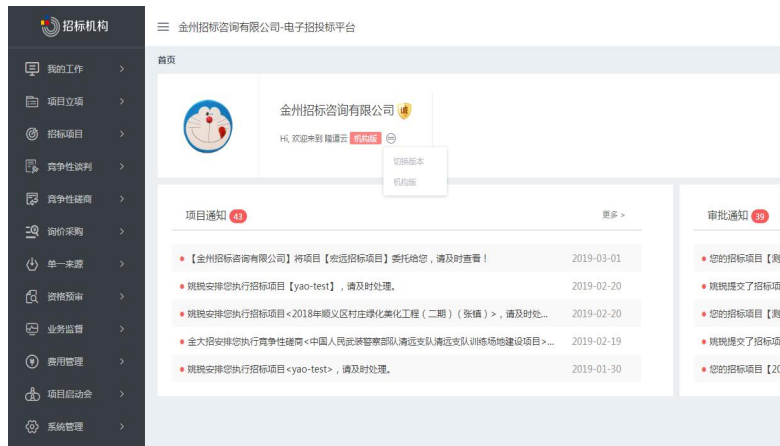 招标机构
金州招标咨询有限公司-电子招投标平台
首页
我的工作
项目立项
招标项目
竞争性谈判
竞争性磋商
询价采购
单一来源
资格预审
业务监督
费用管理
项目启动会
系统管理
金州招标咨询有限公司
Hi, 欢迎来到 隆道云 机构版
切换版本
机构版
项目通知 43
更多 >
【金州招标咨询有限公司】将项目【宏远招标项目】委托给您，请及时查看！ 2019-03-01
姚锐安排您执行招标项目【yao-test】，请及时处理。 2019-02-20
姚锐安排您执行招标项目<2018年顺义区村庄绿化美化工程（二期）（张镇）>，请及时处... 2019-02-20
金大招安排您执行竞争性磋商<中国人民武装警察部队清远支队清远支队训练场地建设项目>... 2019-02-19
姚锐安排您执行招标项目<yao-test>，请及时处理。 2019-01-30
审批通知 39
您的招标项目【测
姚锐提交了招标项
您的招标项目【测
姚锐提交了招标项
您的招标项目【20